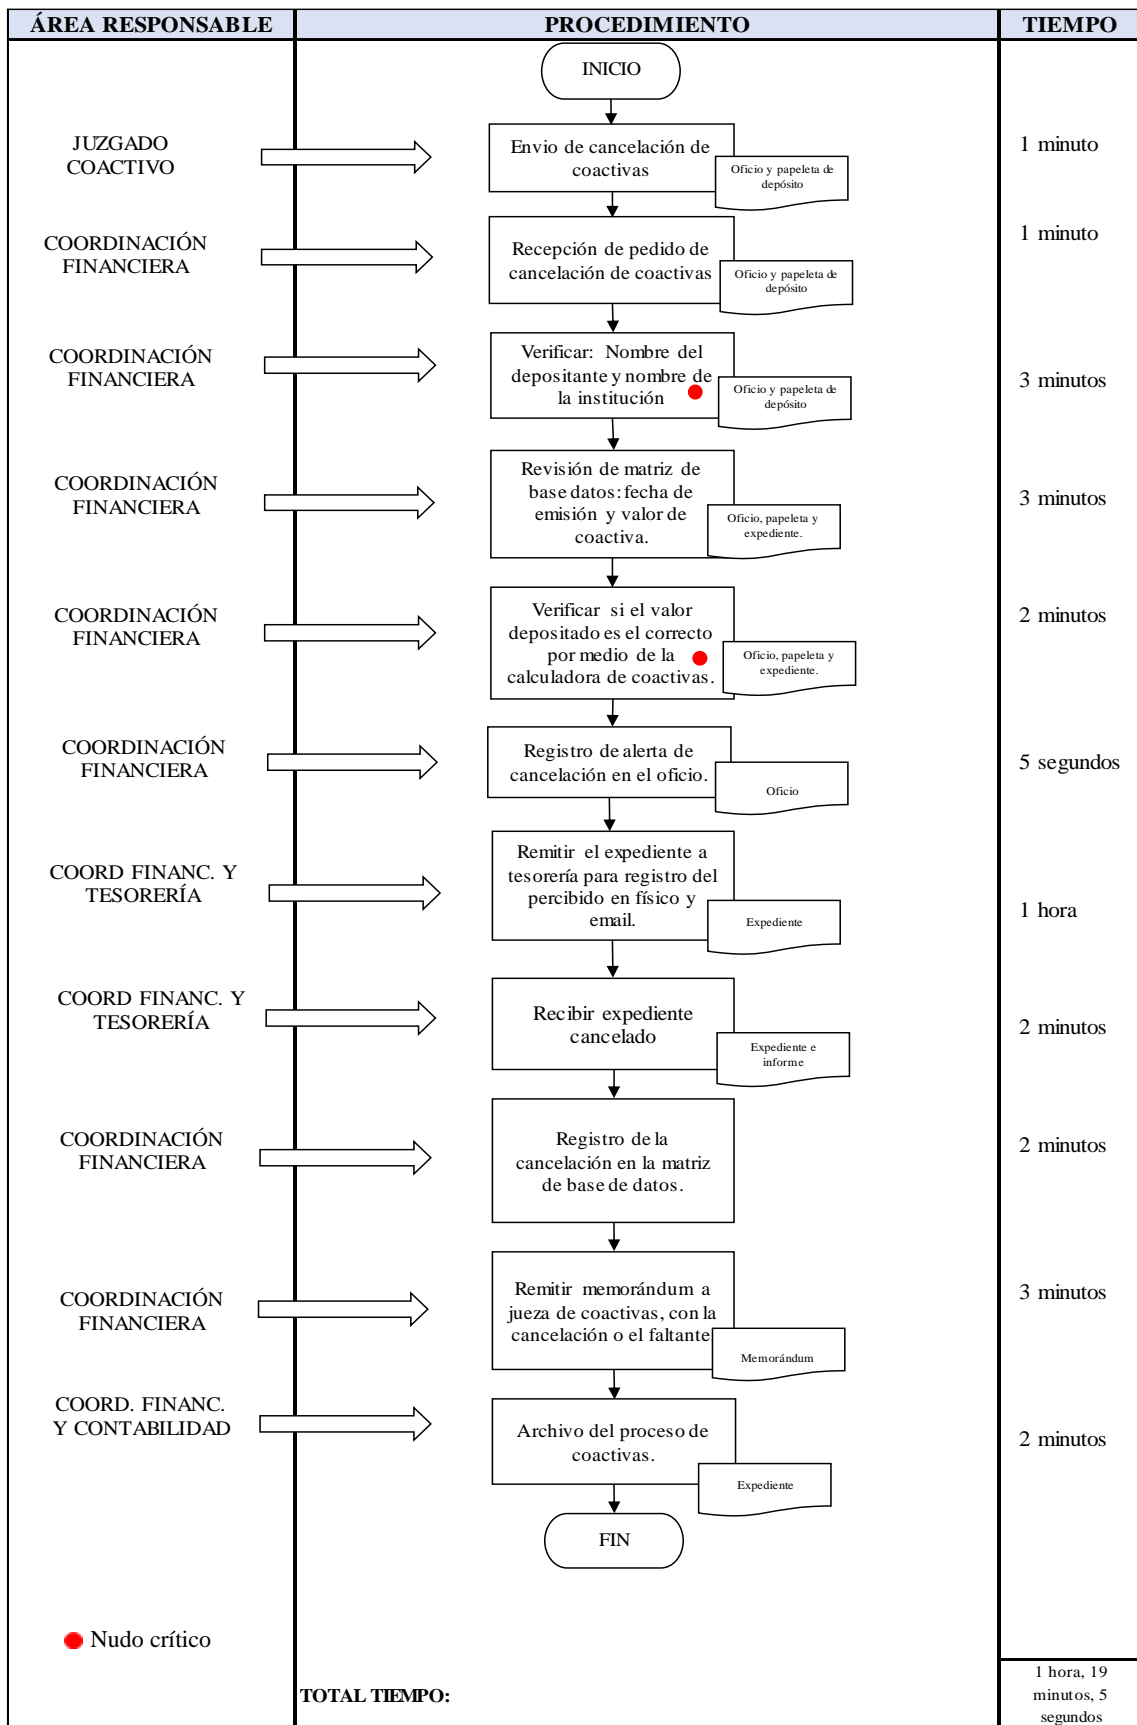 ÁREA RESPONSABLE
PROCEDIMIENTO
TIEMPO
INICIO
JUZGADO
COACTIVO
Envio de cancelación de
coactivas
Oficio y papeleta de
depósito
1 minuto
COORDINACIÓN
FINANCIERA
Recepción de pedido de
cancelación de coactivas
Oficio y papeleta de
depósito
1 minuto
COORDINACIÓN
FINANCIERA
Verificar: Nombre del
depositante y nombre de
la institución
Oficio y papeleta de
depósito
3 minutos
COORDINACIÓN
FINANCIERA
Revisión de matriz de
base datos: fecha de
emisión y valor de
coactiva.
Oficio, papeleta y
expediente.
3 minutos
COORDINACIÓN
FINANCIERA
Verificar si el valor
depositado es el correcto
por medio de la
calculadora de coactivas.
Oficio, papeleta y
expediente.
2 minutos
COORDINACIÓN
FINANCIERA
Registro de alerta de
cancelación en el oficio.
Oficio
5 segundos
COORD FINANC. Y
TESORERÍA
Remitir el expediente a
tesorería para registro del
percibido en físico y
email.
Expediente
1 hora
COORD FINANC. Y
TESORERÍA
Recibir expediente
cancelado
Expediente e
informe
2 minutos
COORDINACIÓN
FINANCIERA
Registro de la
cancelación en la matriz
de base de datos.
2 minutos
COORDINACIÓN
FINANCIERA
Remitir memorándum a
jueza de coactivas, con la
cancelación o el faltante
Memorándum
3 minutos
COORD. FINANC.
Y CONTABILIDAD
Archivo del proceso de
coactivas.
Expediente
2 minutos
FIN
Nudo crítico
TOTAL TIEMPO:
1 hora, 19
minutos, 5
segundos